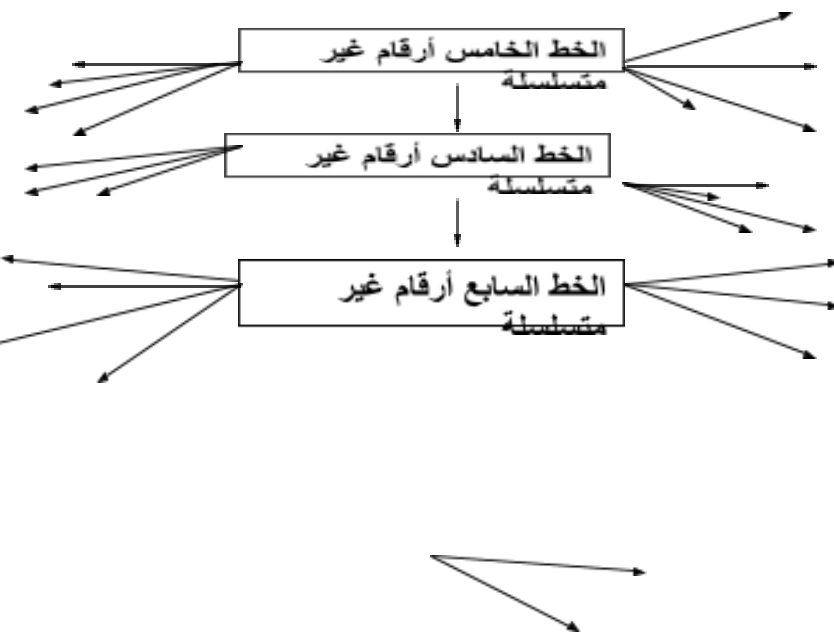 الخط الخامس أرقام غير
متسلسلة
الخط السادس أرقام غير
متسلسلة
الخط السابع أرقام غير
متسلسلة